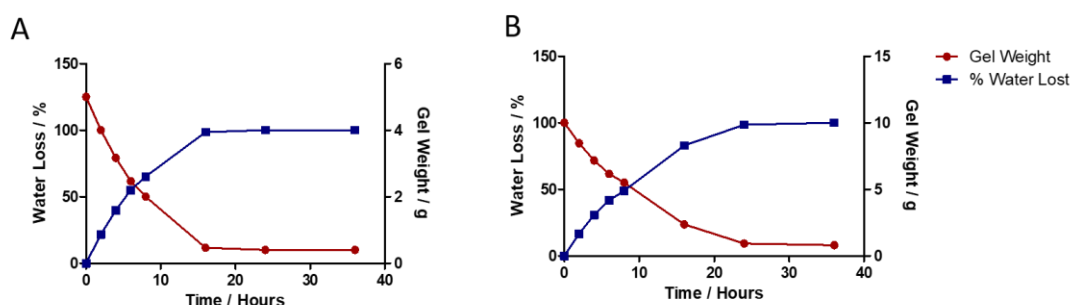 A
150
100
50
0
Water Loss / %
6
4
2
0
Gel Weight / g
0 10 20 30 40
Time / Hours
B
150
100
50
0
Water Loss / %
15
10
5
0
Gel Weight / g
0 10 20 30 40
Time / Hours
Gel Weight
% Water Lost